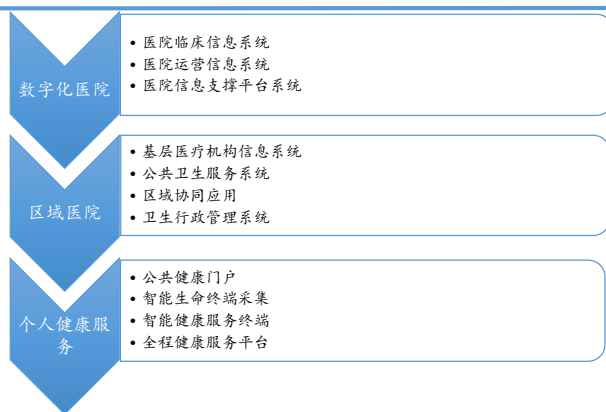 数字化医院
• 医院临床信息系统
• 医院运营信息系统
• 医院信息支撑平台系统
区域医院
• 基层医疗机构信息系统
• 公共卫生服务系统
• 区域协同应用
• 卫生行政管理系统
个人健康服
务
• 公共健康门户
• 智能生命终端采集
• 智能健康服务终端
• 全程健康服务平台